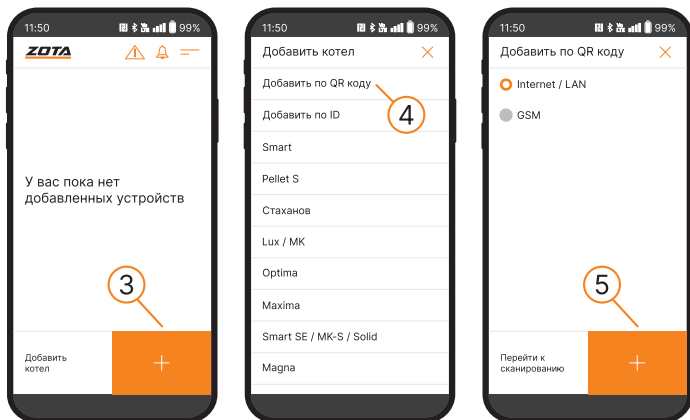 11:50 99%
ZOTA
У вас пока нет
добавленных устройств
3
Добавить
котел
11:50 99%
Добавить котел
Добавить по QR коду
4
Добавить по ID
Smart
Pellet S
Стаханов
Lux / MK
Optima
Maxima
Smart SE / MK-S / Solid
Magna
11:50 99%
Добавить по QR коду
Internet / LAN
GSM
5
Перейти к
сканированию